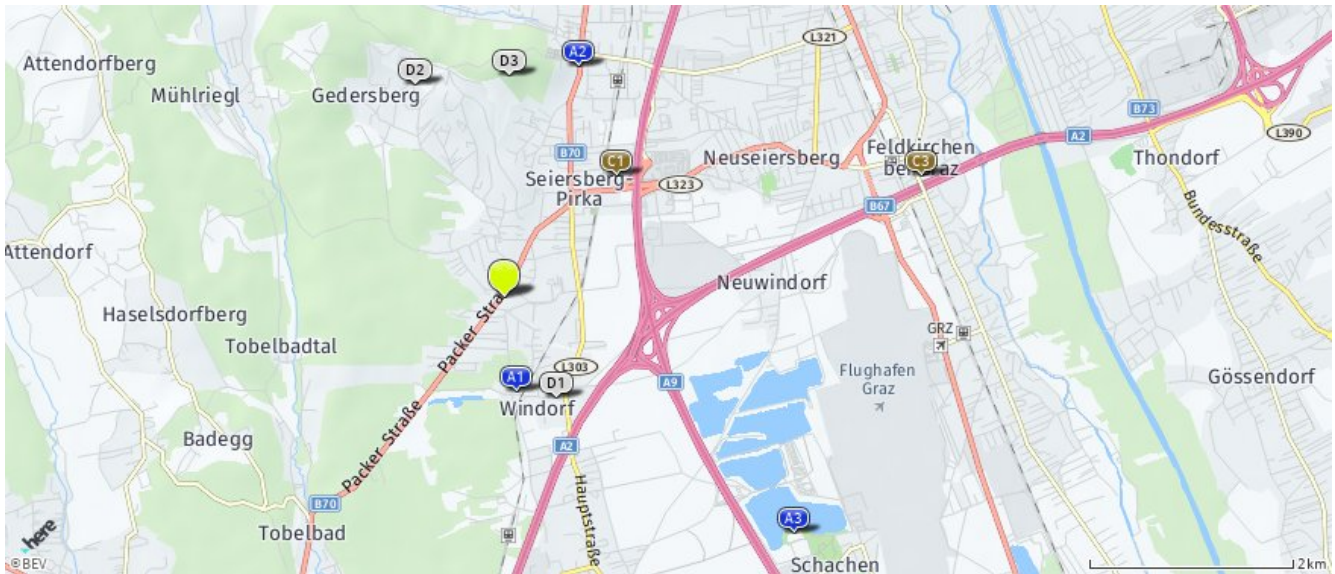 L321
A2
D3
D2
Attendorfberg
Mühlriegl
Gedersberg
B73
A2
L390
B70
C1
Neuseiersberg
Feldkirchen
bei Graz
C3
Thondorf
Seiersberg-
Pirka
L323
B67
Bundesstraße
Attendorf
Neuwindorf
Haselsdorfberg
Packer Straße
GRZ
Tobelbadtal
L303
A1
D1
A9
Flughafen
Graz
Gössendorf
Windorf
Badegg
Packer Straße
A2
B70
Hauptstraße
A3
Tobelbad
here
©BEV
Schachen
2km